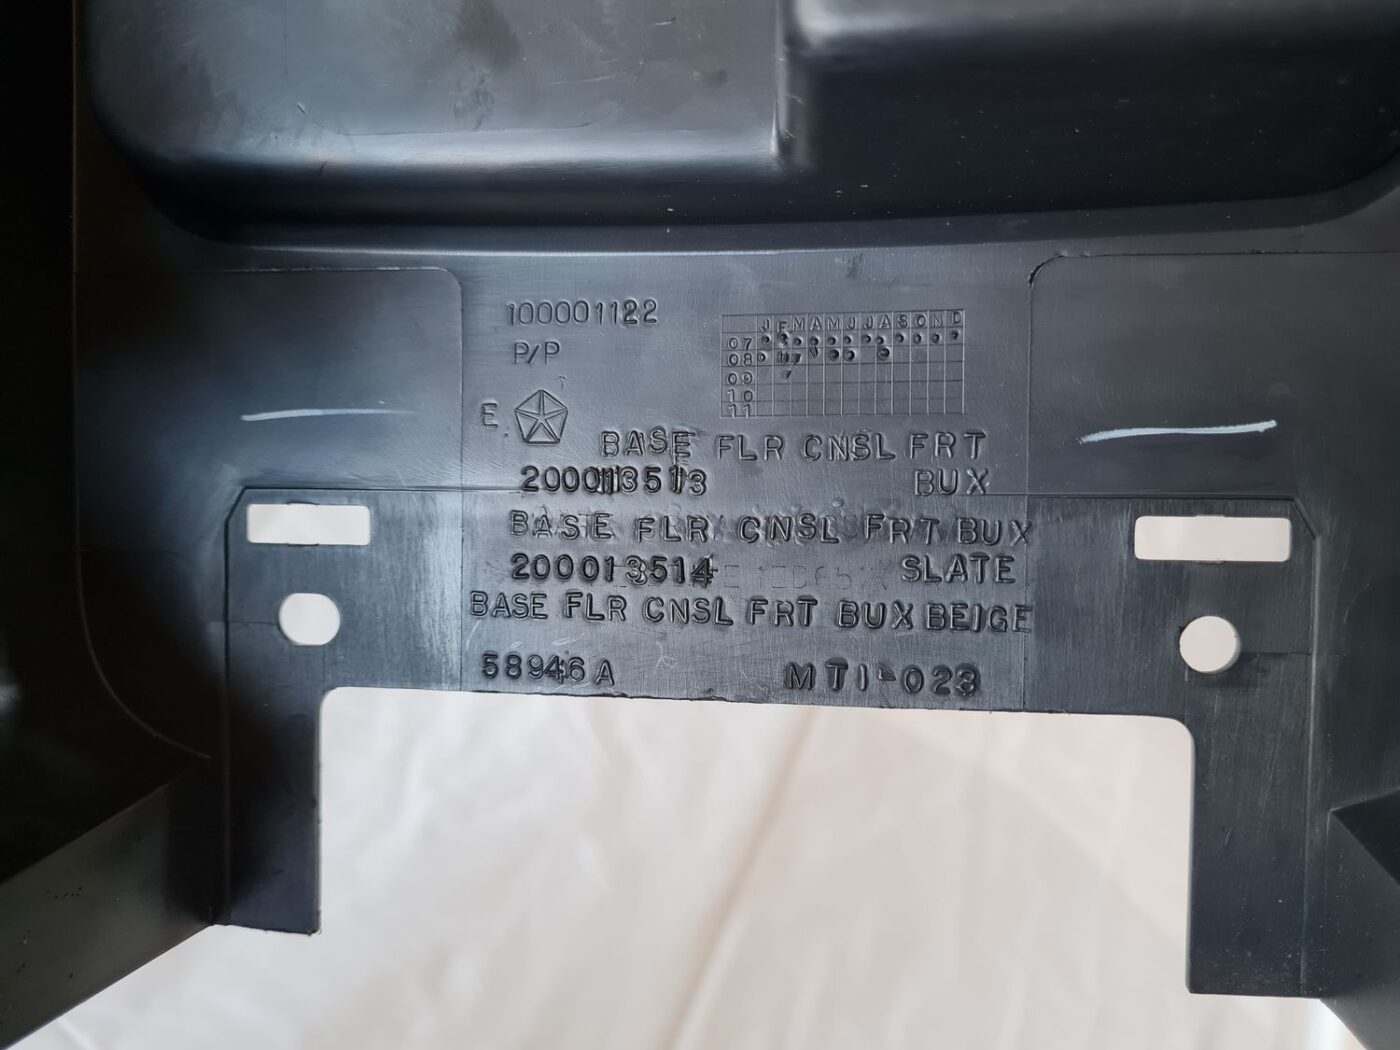 100001122
P/P
J F M A M J J A S O N D
07
08
09
10
11
E
BASE FLR CNSL FRT
BUX
BASE FLR CNSL FRT BUX
200013514 SLATE
BASE FLR CNSL FRT BUX BEIGE
58946A MTI-023